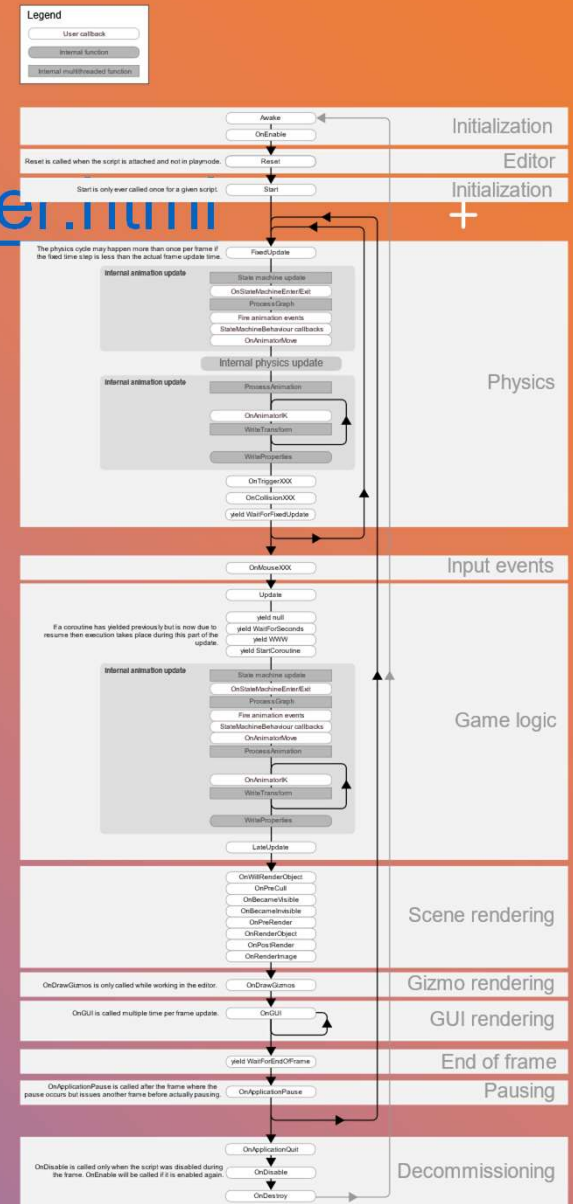 Legend
User callback
Internal function
Internal multithreaded function
Awake
OnEnable
Initialization
Reset is called when the script is attached and not in playmode.
Reset
Editor
Start is only ever called once for a given script.
Start
Initialization
er.html
The physics cycle may happen more than once per frame if
the fixed time step is less than the actual frame update time.
FixedUpdate
Internal animation update
State machine update
OnStateMachineEnter/Exit
ProcessGraph
Fire animation events
StateMachineBehaviour callbacks
OnAnimatorMove
Internal physics update
Physics
Internal animation update
ProcessAnimation
OnAnimatorIK
WriteTransform
WriteProperties
OnTriggerXXX
OnCollisionXXX
yield WaitForFixedUpdate
OnMouseXXX
Input events
Update
If a coroutine has yielded previously but is now due to
resume then execution takes place during this part of the
update.
yield null
yield WaitForSeconds
yield WWW
yield StartCoroutine
Internal animation update
State machine update
OnStateMachineEnter/Exit
ProcessGraph
Fire animation events
StateMachineBehaviour callbacks
OnAnimatorMove
ProcessAnimation
Game logic
OnAnimatorIK
WriteTransform
WriteProperties
LateUpdate
OnWillRenderObject
OnPreCull
OnBecameVisible
OnBecameInvisible
OnPreRender
OnRenderObject
OnPostRender
OnRenderImage
Scene rendering
OnDrawGizmos is only called while working in the editor.
OnDrawGizmos
Gizmo rendering
OnGUI is called multiple time per frame update.
OnGUI
GUI rendering
yield WaitForEndOfFrame
End of frame
OnApplicationPause is called after the frame where the
pause occurs but issues another frame before actually pausing.
OnApplicationPause
Pausing
OnApplicationQuit
OnDisable is called only when the script was disabled during
the frame. OnEnable will be called if it is enabled again.
OnDisable
OnDestroy
Decommissioning